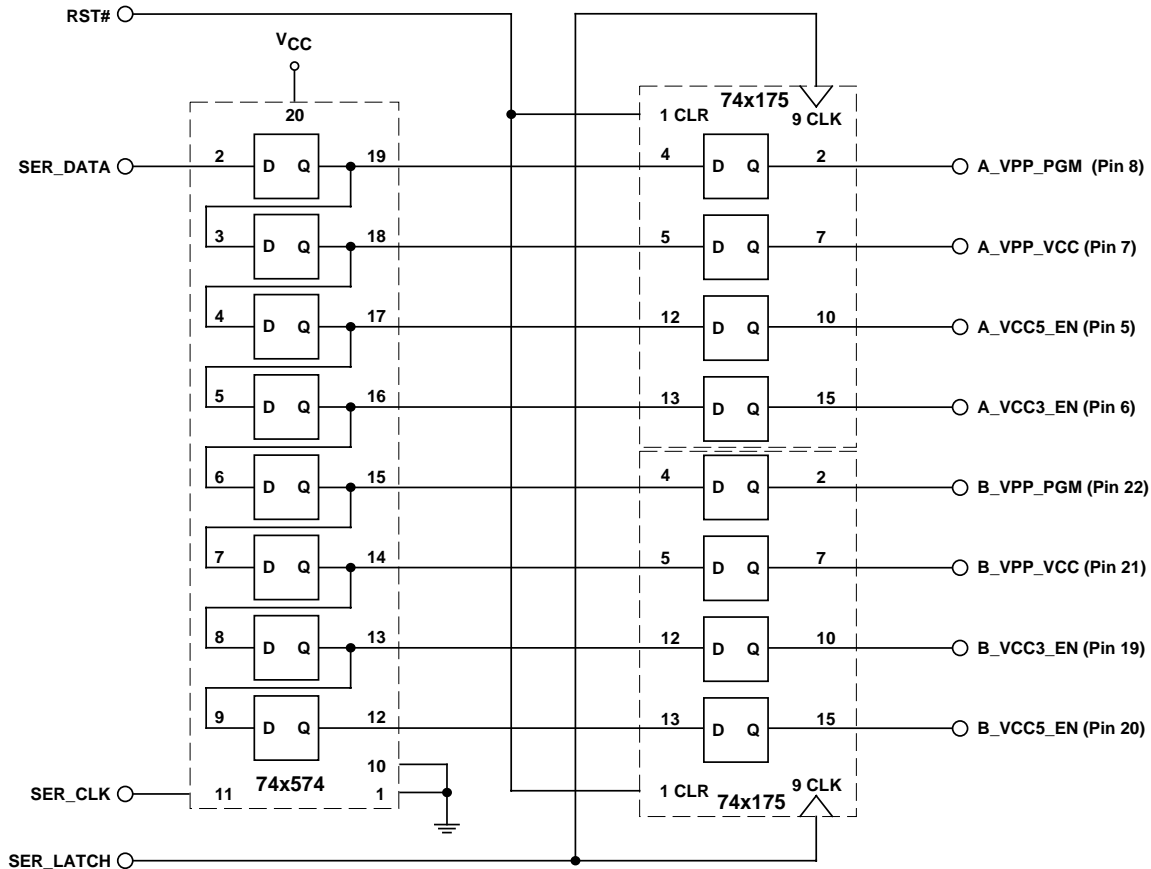 RST#
VCC
20
74x175
1 CLR
9 CLK
SER_DATA
2 D Q 19 4 D Q 2 A_VPP_PGM (Pin 8)
3 D Q 18 5 D Q 7 A_VPP_VCC (Pin 7)
4 D Q 17 12 D Q 10 A_VCC5_EN (Pin 5)
5 D Q 16 13 D Q 15 A_VCC3_EN (Pin 6)
6 D Q 15 4 D Q 2 B_VPP_PGM (Pin 22)
7 D Q 14 5 D Q 7 B_VPP_VCC (Pin 21)
8 D Q 13 12 D Q 10 B_VCC3_EN (Pin 19)
9 D Q 12 13 D Q 15 B_VCC5_EN (Pin 20)
10
74x574
SER_CLK
11
1
1 CLR
9 CLK
74x175
SER_LATCH